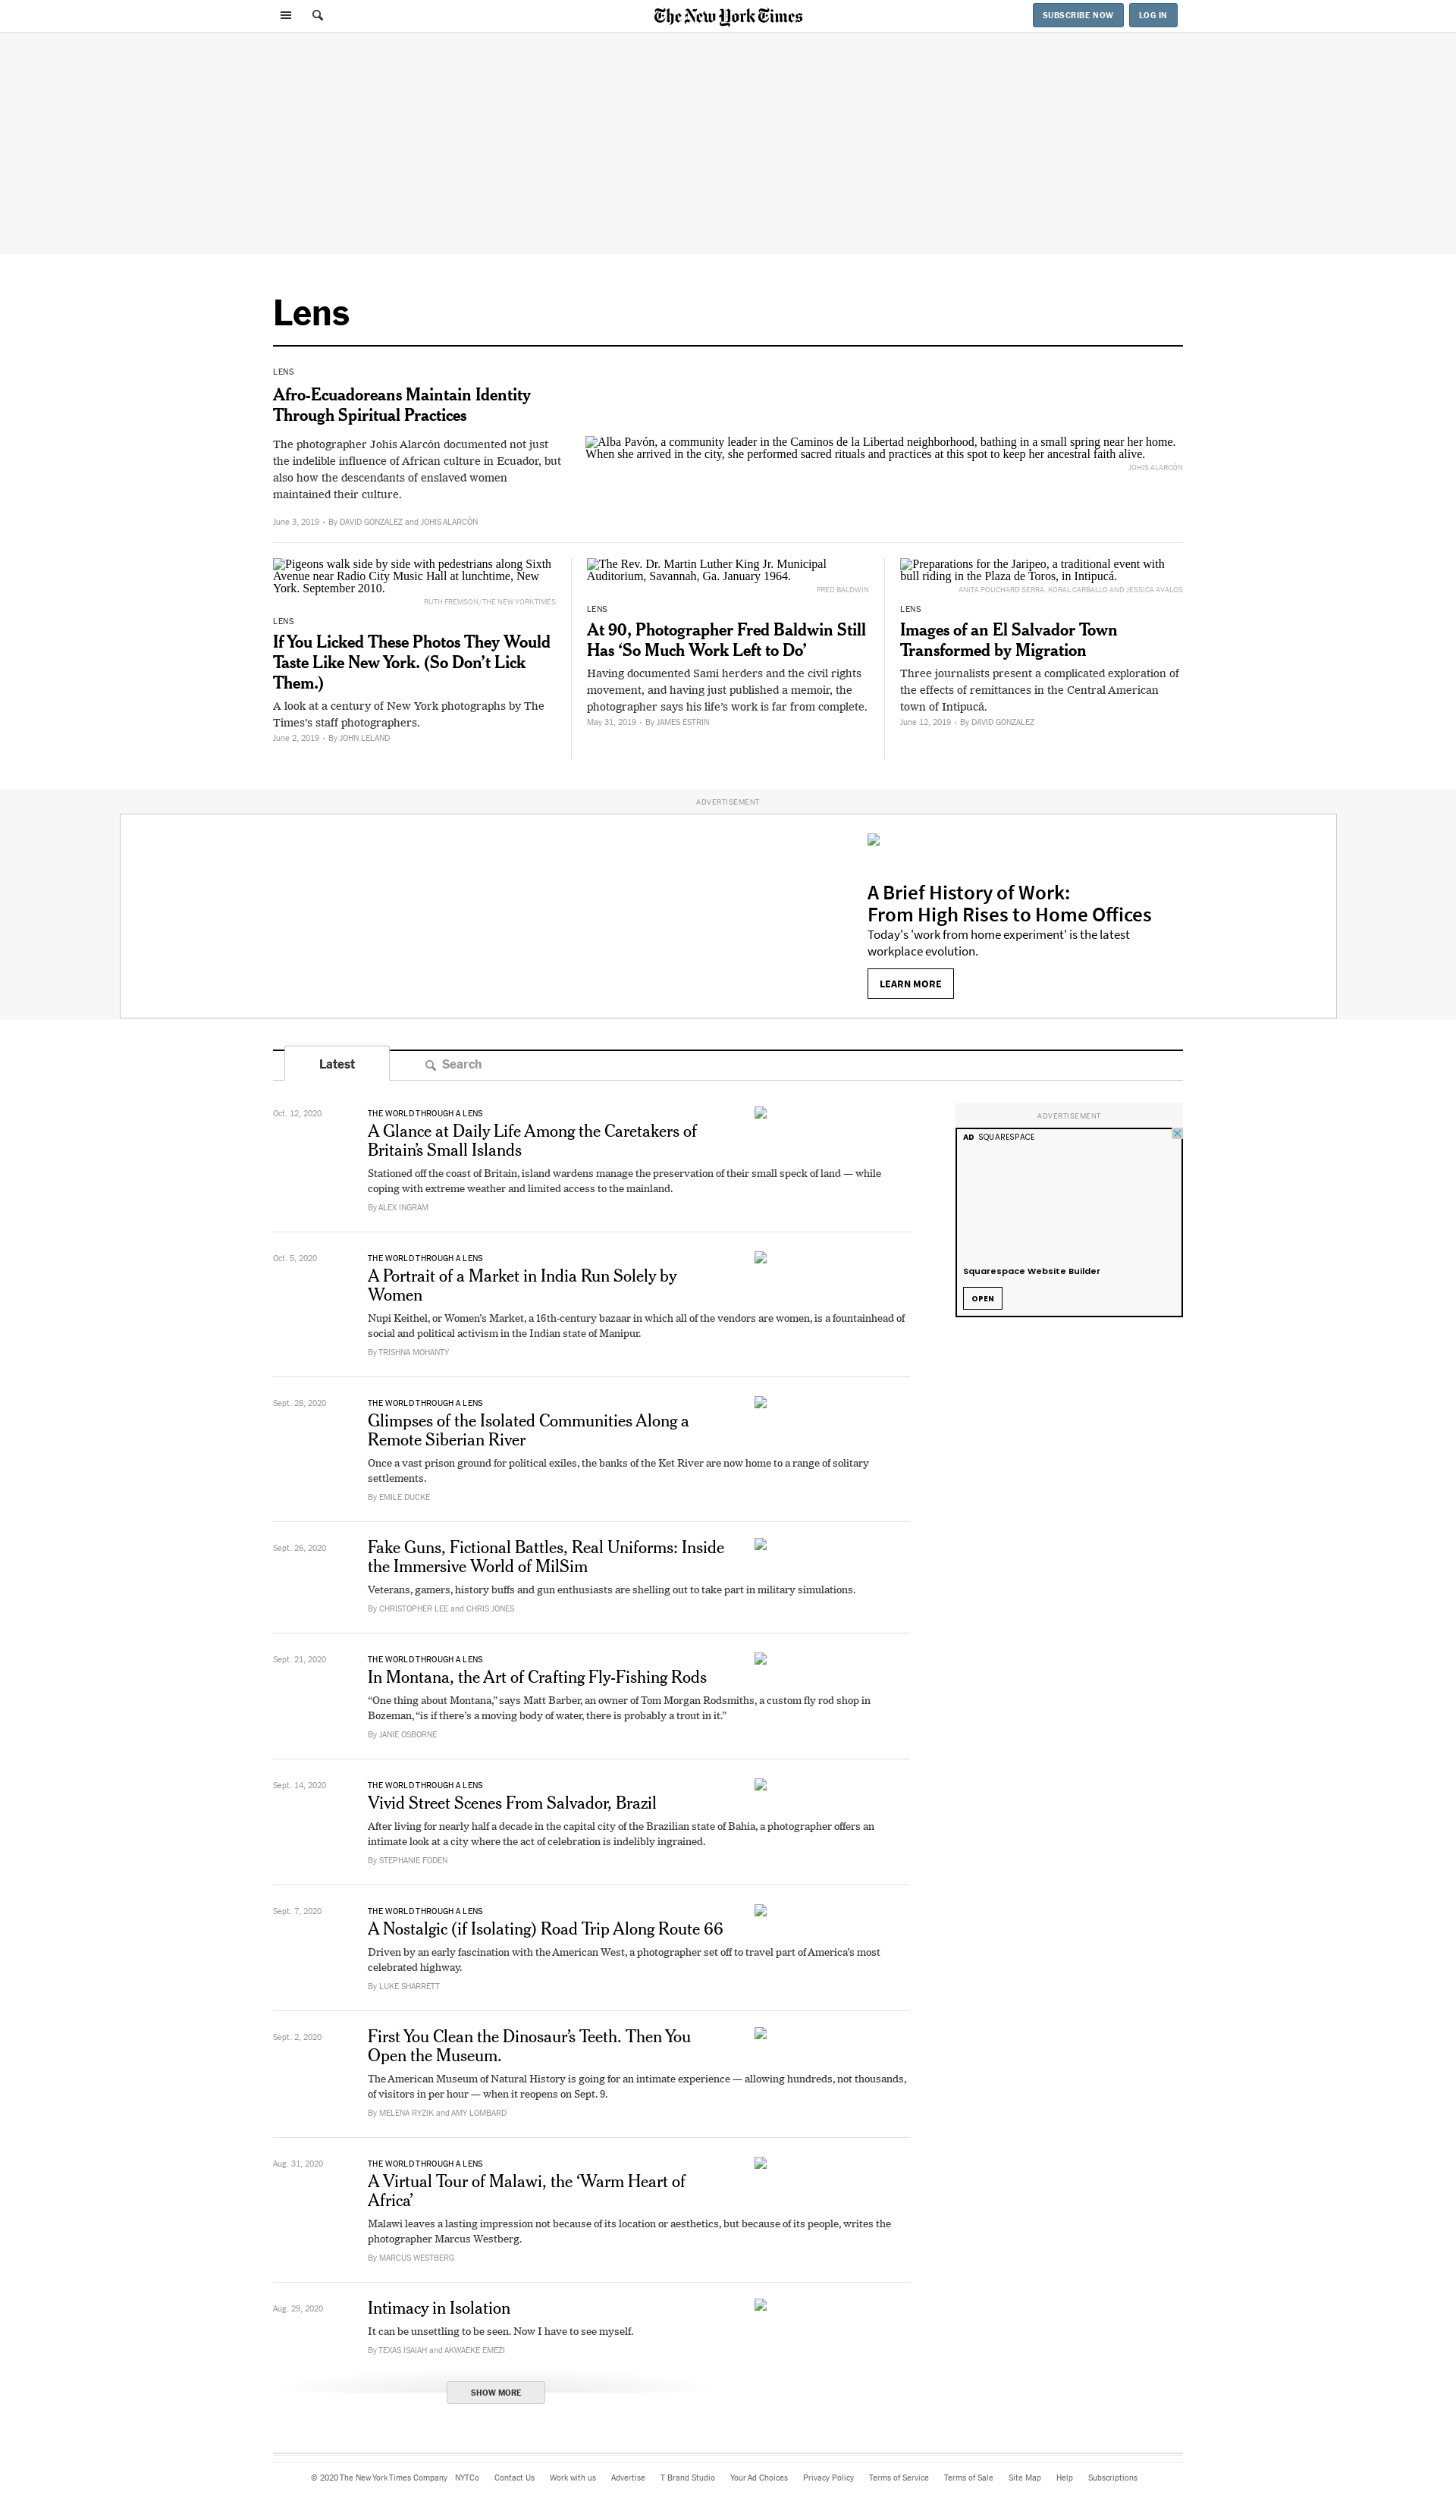 The New York Times
SUBSCRIBE NOW
LOG IN
Lens
LENS
Afro-Ecuadoreans Maintain Identity
Through Spiritual Practices
The photographer Johis Alarcón documented not just
the indelible influence of African culture in Ecuador, but
also how the descendants of enslaved women
maintained their culture.
June 3, 2019 • By DAVID GONZALEZ and JOHIS ALARCÓN
Alba Pavón, a community leader in the Caminos de la Libertad neighborhood, bathing in a small spring near her home.
When she arrived in the city, she performed sacred rituals and practices at this spot to keep her ancestral faith alive.
JOHIS ALARCÓN
Pigeons walk side by side with pedestrians along Sixth
Avenue near Radio City Music Hall at lunchtime, New
York. September 2010.
RUTH FREMSON/THE NEW YORK TIMES
LENS
If You Licked These Photos They Would
Taste Like New York. (So Don’t Lick
Them.)
A look at a century of New York photographs by The
Times’s staff photographers.
June 2, 2019 • By JOHN LELAND
The Rev. Dr. Martin Luther King Jr. Municipal
Auditorium, Savannah, Ga. January 1964.
FRED BALDWIN
LENS
At 90, Photographer Fred Baldwin Still
Has ‘So Much Work Left to Do’
Having documented Sami herders and the civil rights
movement, and having just published a memoir, the
photographer says his life’s work is far from complete.
May 31, 2019 • By JAMES ESTRIN
Preparations for the Jaripeo, a traditional event with
bull riding in the Plaza de Toros, in Intipucá.
ANITA POUCHARD SERRA, KORAL CARBALLO AND JESSICA AVALOS
LENS
Images of an El Salvador Town
Transformed by Migration
Three journalists present a complicated exploration of
the effects of remittances in the Central American
town of Intipucá.
June 12, 2019 • By DAVID GONZALEZ
ADVERTISEMENT
A Brief History of Work:
From High Rises to Home Offices
Today's 'work from home experiment' is the latest
workplace evolution.
LEARN MORE
Latest
Search
Oct. 12, 2020
THE WORLD THROUGH A LENS
A Glance at Daily Life Among the Caretakers of
Britain’s Small Islands
Stationed off the coast of Britain, island wardens manage the preservation of their small speck of land — while
coping with extreme weather and limited access to the mainland.
By ALEX INGRAM
ADVERTISEMENT
AD SQUARESPACE
Squarespace Website Builder
OPEN
Oct. 5, 2020
THE WORLD THROUGH A LENS
A Portrait of a Market in India Run Solely by
Women
Nupi Keithel, or Women's Market, a 16th-century bazaar in which all of the vendors are women, is a fountainhead of
social and political activism in the Indian state of Manipur.
By TRISHNA MOHANTY
Sept. 28, 2020
THE WORLD THROUGH A LENS
Glimpses of the Isolated Communities Along a
Remote Siberian River
Once a vast prison ground for political exiles, the banks of the Ket River are now home to a range of solitary
settlements.
By EMILE DUCKE
Sept. 26, 2020
Fake Guns, Fictional Battles, Real Uniforms: Inside
the Immersive World of MilSim
Veterans, gamers, history buffs and gun enthusiasts are shelling out to take part in military simulations.
By CHRISTOPHER LEE and CHRIS JONES
Sept. 21, 2020
THE WORLD THROUGH A LENS
In Montana, the Art of Crafting Fly-Fishing Rods
“One thing about Montana,” says Matt Barber, an owner of Tom Morgan Rodsmiths, a custom fly rod shop in
Bozeman, “is if there’s a moving body of water, there is probably a trout in it.”
By JANIE OSBORNE
Sept. 14, 2020
THE WORLD THROUGH A LENS
Vivid Street Scenes From Salvador, Brazil
After living for nearly half a decade in the capital city of the Brazilian state of Bahia, a photographer offers an
intimate look at a city where the act of celebration is indelibly ingrained.
By STEPHANIE FODEN
Sept. 7, 2020
THE WORLD THROUGH A LENS
A Nostalgic (if Isolating) Road Trip Along Route 66
Driven by an early fascination with the American West, a photographer set off to travel part of America’s most
celebrated highway.
By LUKE SHARRETT
Sept. 2, 2020
First You Clean the Dinosaur’s Teeth. Then You
Open the Museum.
The American Museum of Natural History is going for an intimate experience — allowing hundreds, not thousands,
of visitors in per hour — when it reopens on Sept. 9.
By MELENA RYZIK and AMY LOMBARD
Aug. 31, 2020
THE WORLD THROUGH A LENS
A Virtual Tour of Malawi, the ‘Warm Heart of
Africa’
Malawi leaves a lasting impression not because of its location or aesthetics, but because of its people, writes the
photographer Marcus Westberg.
By MARCUS WESTBERG
Aug. 29, 2020
Intimacy in Isolation
It can be unsettling to be seen. Now I have to see myself.
By TEXAS ISAIAH and AKWAEKE EMEZI
SHOW MORE
© 2020 The New York Times Company NYTCo Contact Us Work with us Advertise T Brand Studio Your Ad Choices Privacy Policy Terms of Service Terms of Sale Site Map Help Subscriptions